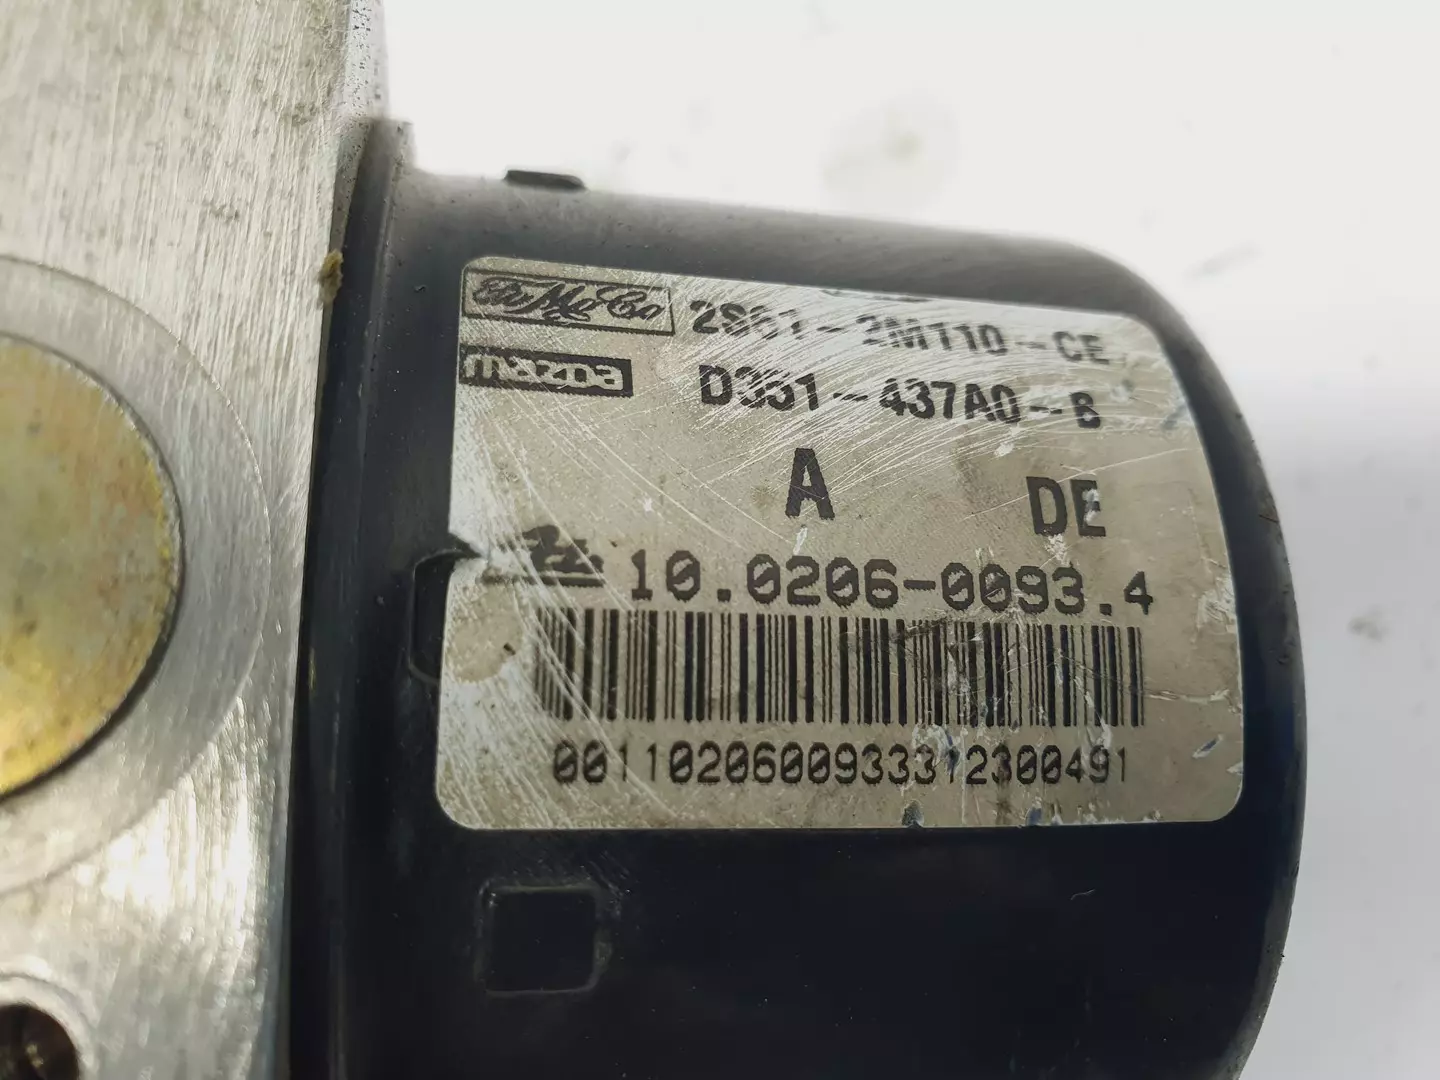 FoMoCo 2S61-2M110-CE
mazda D351-437A0-B
A DE
10.0206-0093.4
00110206009333312300491